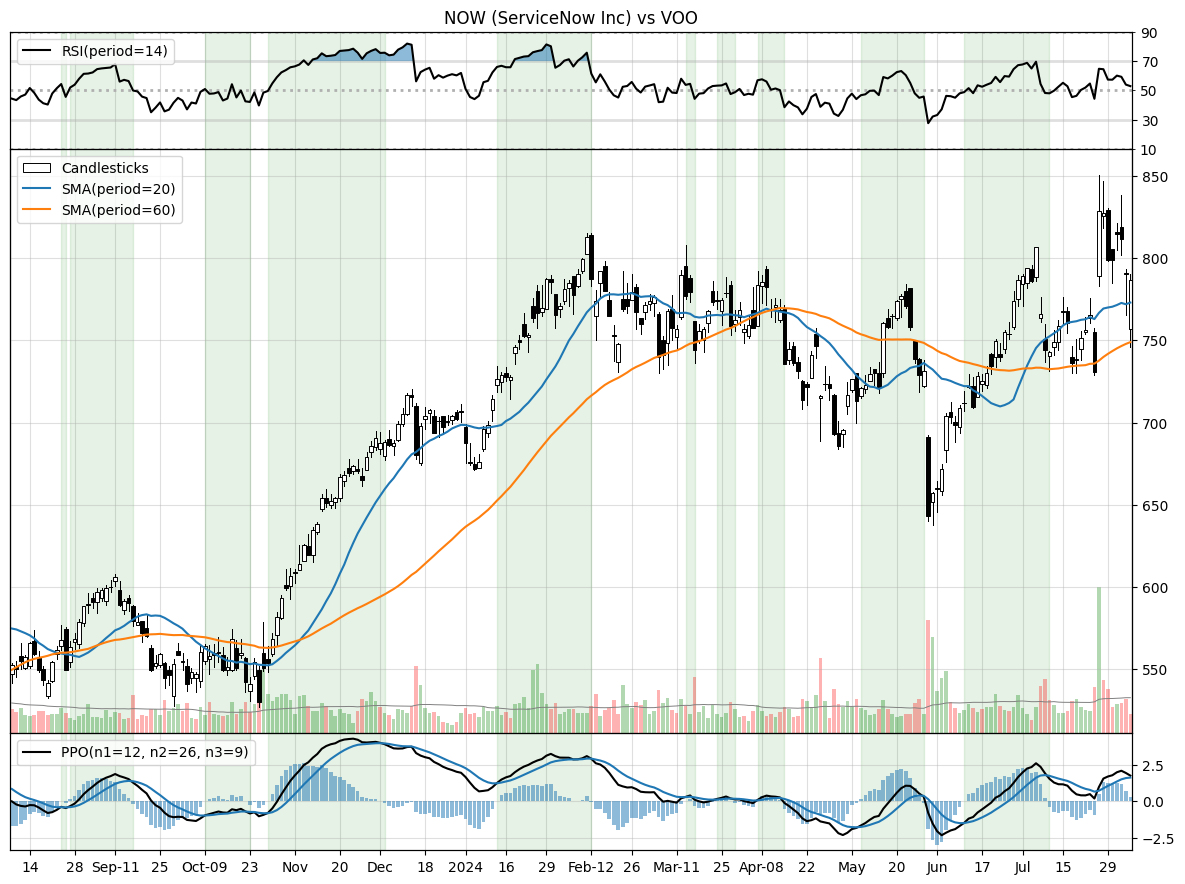 NOW (ServiceNow Inc) vs VOO
RSI(period=14)
90
70
50
30
10
Candlesticks
SMA(period=20)
SMA(period=60)
850
800
750
700
650
600
550
PPO(n1=12, n2=26, n3=9)
2.5
0.0
−2.5
14 28 Sep-11 25 Oct-09 23 Nov 20 Dec 18 2024 16 29 Feb-12 26 Mar-11 25 Apr-08 22 May 20 Jun 17 Jul 15 29